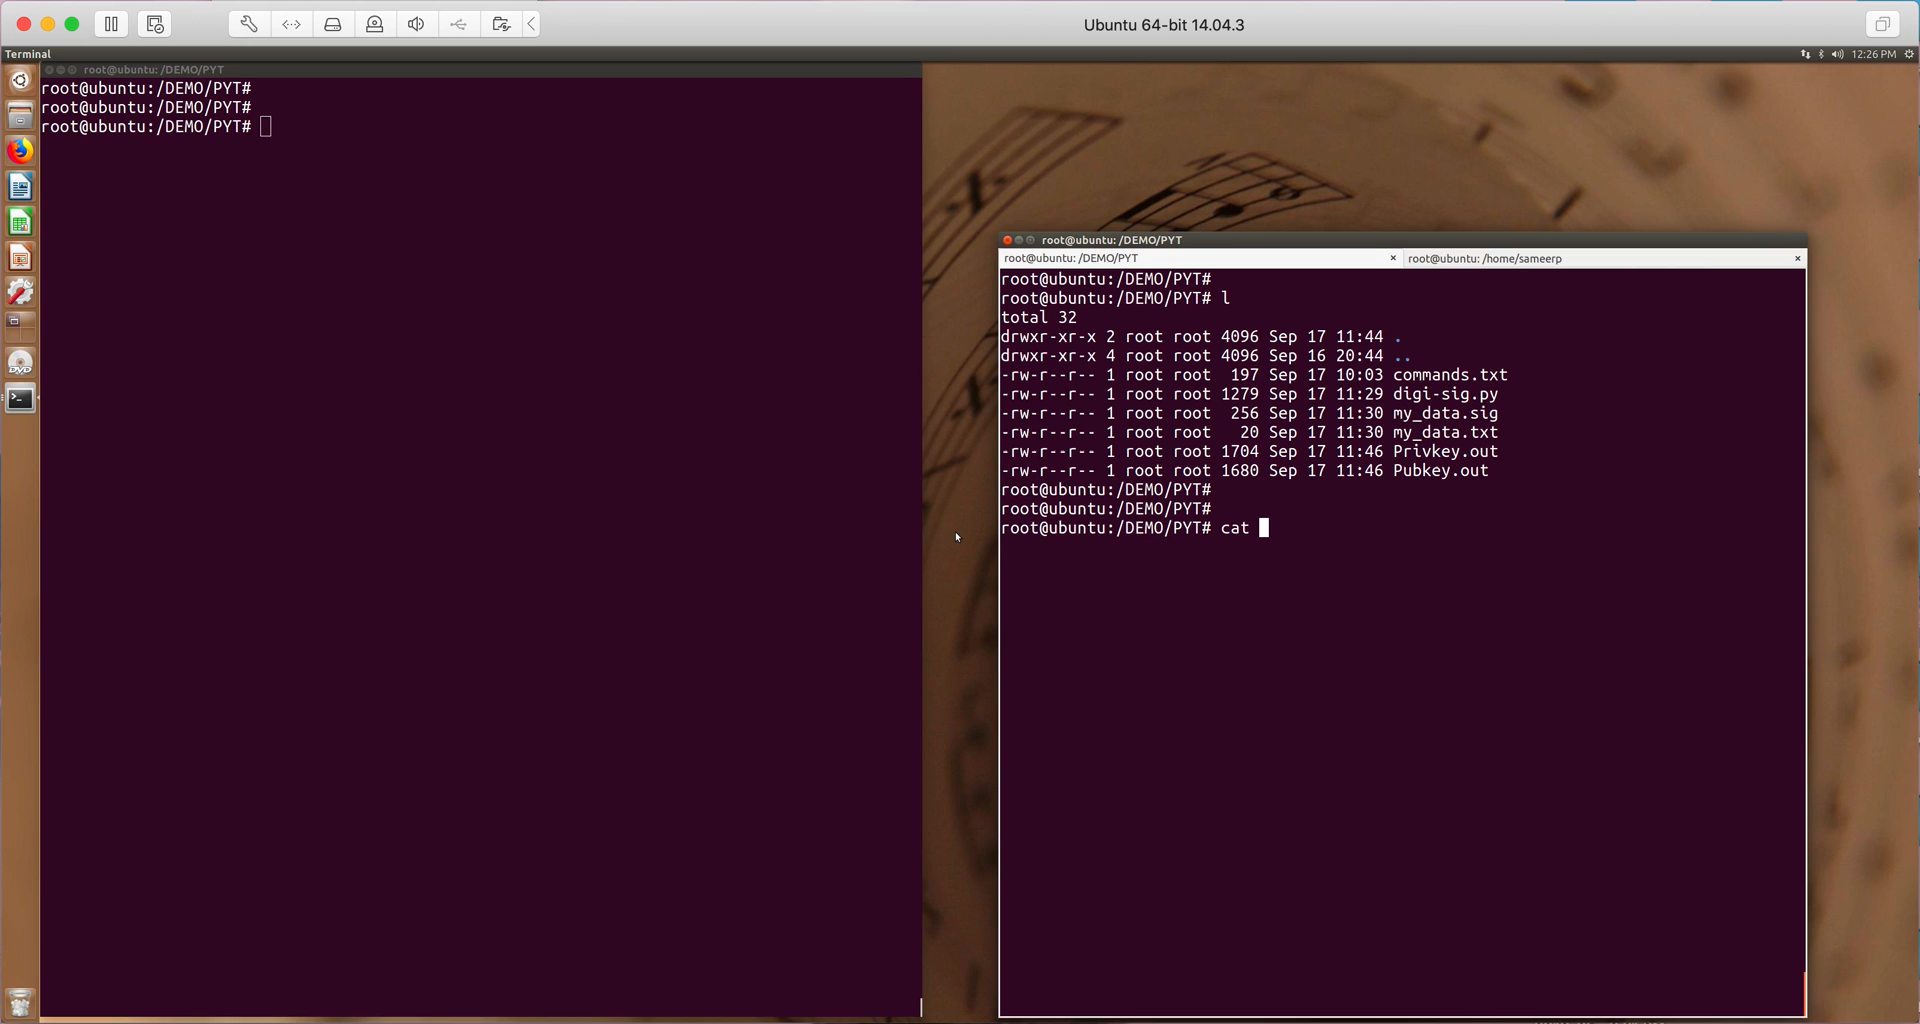 Ubuntu 64-bit 14.04.3
Terminal
12:26 PM
root@ubuntu: /DEMO/PYT
root@ubuntu:/DEMO/PYT#
root@ubuntu:/DEMO/PYT#
root@ubuntu:/DEMO/PYT#
root@ubuntu: /DEMO/PYT
root@ubuntu: /DEMO/PYT × root@ubuntu: /home/sameerp ×
root@ubuntu:/DEMO/PYT#
root@ubuntu:/DEMO/PYT# l
total 32
drwxr-xr-x 2 root root 4096 Sep 17 11:44 .
drwxr-xr-x 4 root root 4096 Sep 16 20:44 ..
-rw-r--r-- 1 root root  197 Sep 17 10:03 commands.txt
-rw-r--r-- 1 root root 1279 Sep 17 11:29 digi-sig.py
-rw-r--r-- 1 root root  256 Sep 17 11:30 my_data.sig
-rw-r--r-- 1 root root   20 Sep 17 11:30 my_data.txt
-rw-r--r-- 1 root root 1704 Sep 17 11:46 Privkey.out
-rw-r--r-- 1 root root 1680 Sep 17 11:46 Pubkey.out
root@ubuntu:/DEMO/PYT#
root@ubuntu:/DEMO/PYT#
root@ubuntu:/DEMO/PYT# cat
DVD